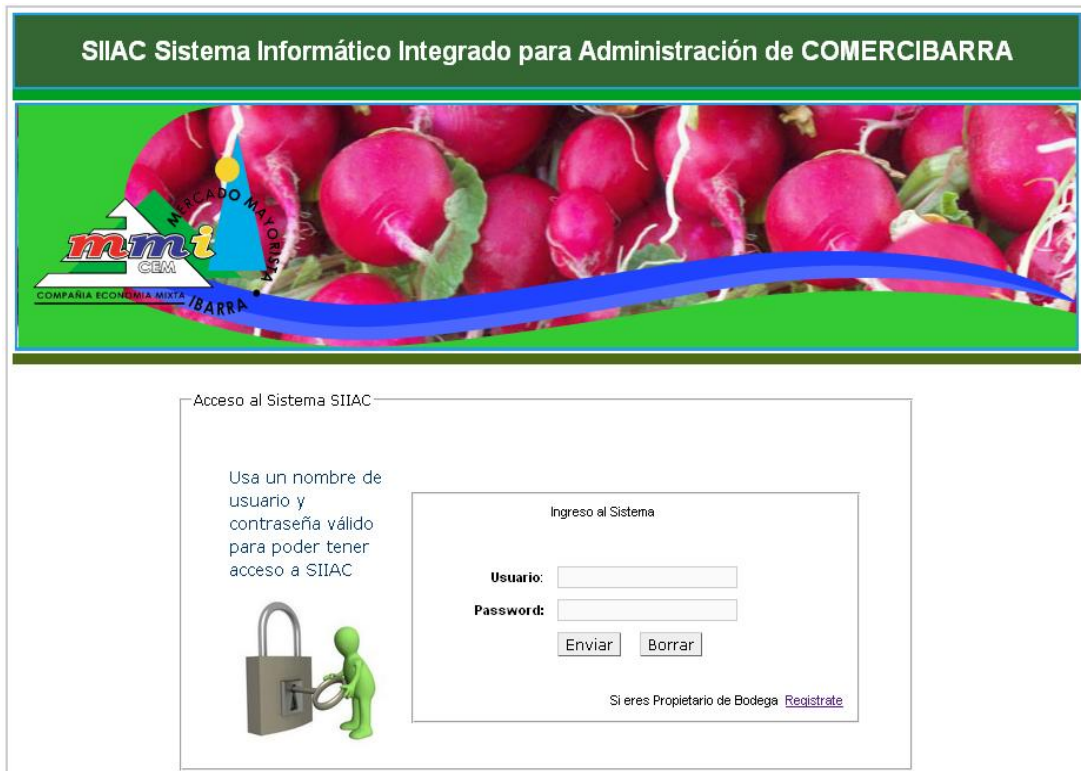 SIIAC Sistema Informático Integrado para Administración de COMERCIBARRA
MERCADO MAYORISTA • IBARRA
mmi
CEM
COMPAÑIA ECONOMIA MIXTA
Acceso al Sistema SIIAC
Usa un nombre de
usuario y
contraseña válido
para poder tener
acceso a SIIAC
Ingreso al Sistema
Usuario:
Password:
Enviar Borrar
Si eres Propietario de Bodega Registrate